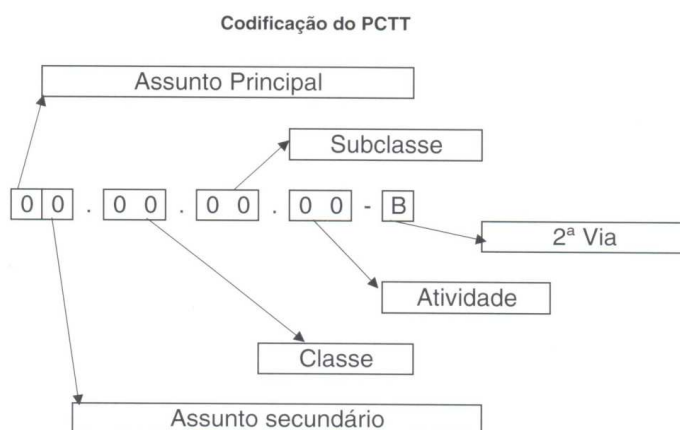 Codificação do PCTT
Assunto Principal
Subclasse
0 0 . 0 0 . 0 0 . 0 0 - B
2ª Via
Atividade
Classe
Assunto secundário